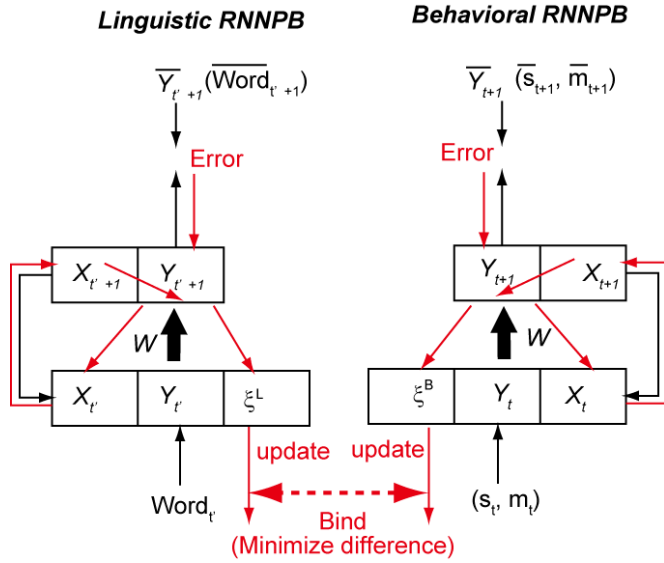 Linguistic RNNPB
Behavioral RNNPB
Y̅ₜ′ ₊₁(W̅o̅r̅d̅ₜ′ ₊₁)
Y̅ₜ₊₁ (s̅ₜ₊₁, m̅ₜ₊₁)
Error
Error
Xₜ′ ₊₁
Yₜ′ ₊₁
Yₜ₊₁
Xₜ₊₁
W
W
Xₜ′
Yₜ′
ξᴸ
ξᴮ
Yₜ
Xₜ
update
update
Wordₜ′
(sₜ, mₜ)
Bind
(Minimize difference)